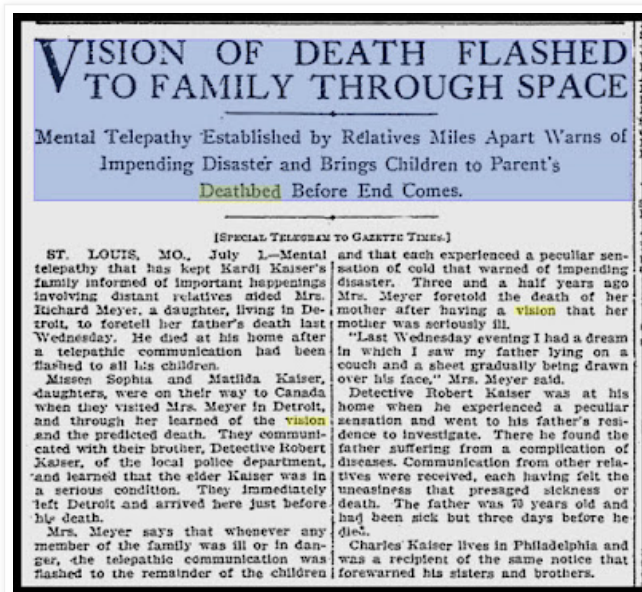 VISION OF DEATH FLASHED
TO FAMILY THROUGH SPACE
Mental Telepathy Established by Relatives Miles Apart Warns of
Impending Disaster and Brings Children to Parent's
Deathbed Before End Comes.
[SPECIAL TELEGRAM TO GAZETTE TIMES.]
ST. LOUIS, MO., July 1.—Mental
telepathy that has kept Kardi Kaiser's
family informed of important happenings
involving distant relatives aided Mrs.
Richard Meyer, a daughter, living in De-
troit, to foretell her father's death last
Wednesday. He died at his home after
a telepathic communication had been
flashed to all his children.
Misses Sophia and Matilda Kaiser,
daughters, were on their way to Canada
when they visited Mrs. Meyer in Detroit,
and through her learned of the vision
and the predicted death. They communi-
cated with their brother, Detective Robert
Kaiser, of the local police department,
and learned that the elder Kaiser was in
a serious condition. They immediately
left Detroit and arrived here just before
his death.
Mrs. Meyer says that whenever any
member of the family was ill or in dan-
ger, the telepathic communication was
flashed to the remainder of the children
and that each experienced a peculiar sen-
sation of cold that warned of impending
disaster. Three and a half years ago
Mrs. Meyer foretold the death of her
mother after having a vision that her
mother was seriously ill.
"Last Wednesday evening I had a dream
in which I saw my father lying on a
couch and a sheet gradually being drawn
over his face," Mrs. Meyer said.
Detective Robert Kaiser was at his
home when he experienced a peculiar
sensation and went to his father's resi-
dence to investigate. There he found the
father suffering from a complication of
diseases. Communication from other rela-
tives were received, each having felt the
uneasiness that presaged sickness or
death. The father was years old and
had been sick but three days before he
died.
Charles Kaiser lives in Philadelphia and
was a recipient of the same notice that
forewarned his sisters and brothers.